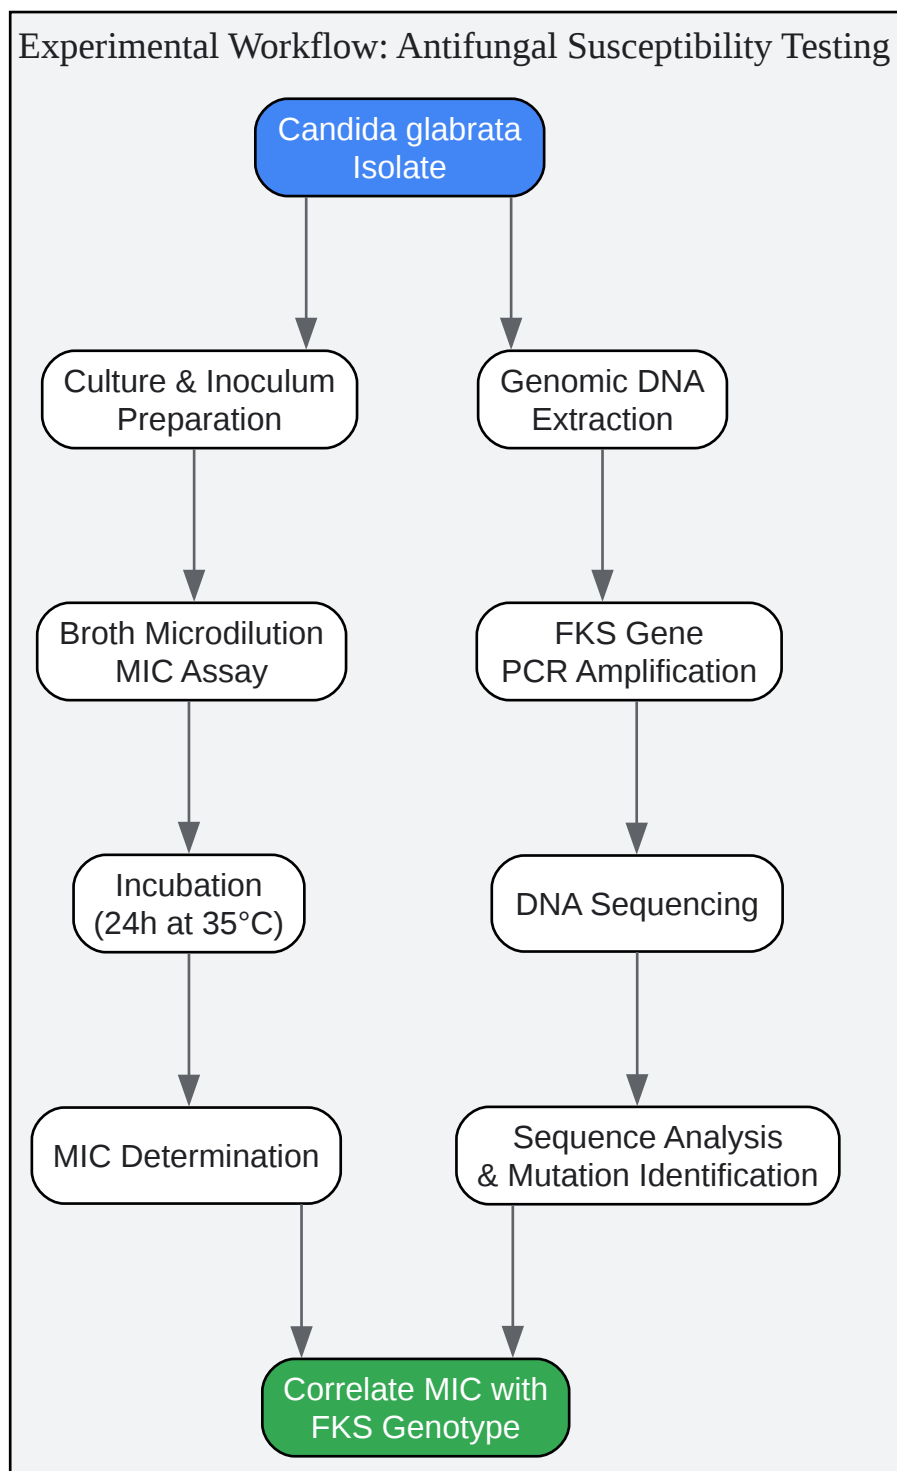 Experimental Workflow: Antifungal Susceptibility Testing
Candida glabrata
Isolate
Culture & Inoculum
Preparation
Genomic DNA
Extraction
Broth Microdilution
MIC Assay
FKS Gene
PCR Amplification
Incubation
(24h at 35°C)
DNA Sequencing
MIC Determination
Sequence Analysis
& Mutation Identification
Correlate MIC with
FKS Genotype